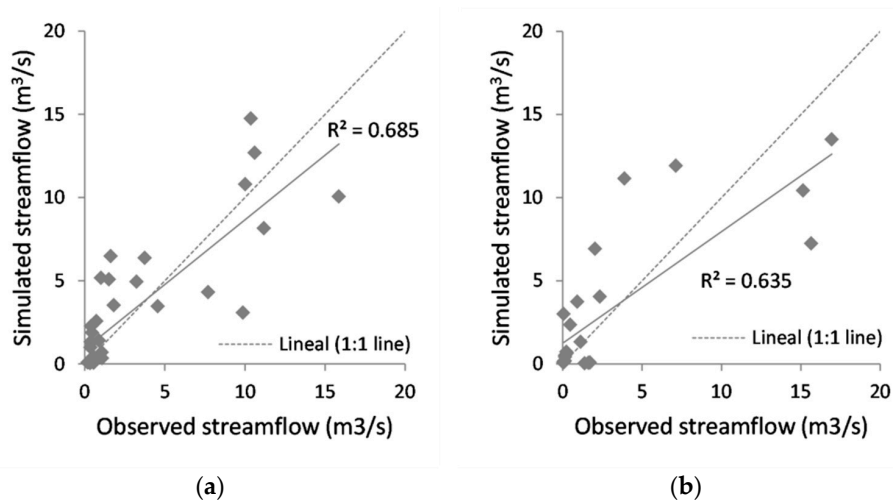 20
15
10
5
0
Simulated streamflow (m³/s)
R² = 0.685
Lineal (1:1 line)
0 5 10 15 20
Observed streamflow (m3/s)
(a)
20
15
10
5
0
Simulated streamflow (m³/s)
R² = 0.635
Lineal (1:1 line)
0 5 10 15 20
Observed streamflow (m3/s)
(b)